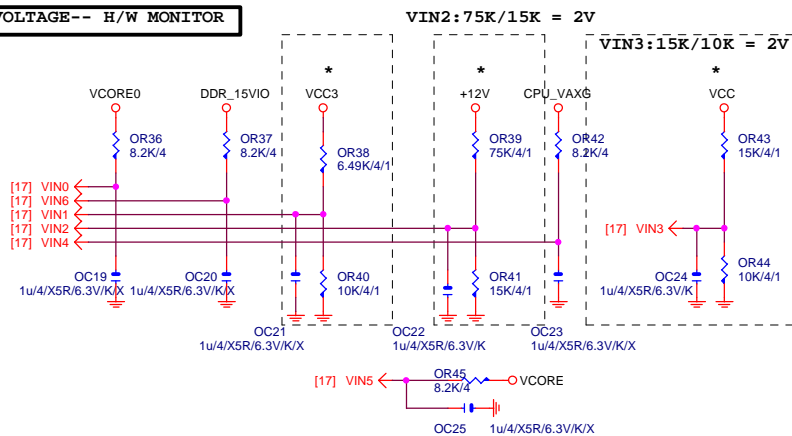 VOLTAGE-- H/W MONITOR
VIN2:75K/15K = 2V
VIN3:15K/10K = 2V
* * *
VCORE0 DDR_15VIO VCC3 +12V CPU_VAXG VCC
OR36
8.2K/4
OR37
8.2K/4
OR38
6.49K/4/1
OR39
75K/4/1
OR42
8.2K/4
OR43
15K/4/1
[17] VIN0
[17] VIN6
[17] VIN1
[17] VIN2
[17] VIN4
[17] VIN3
OC19
1u/4/X5R/6.3V/K/X
OC20
1u/4/X5R/6.3V/K/X
OR40
10K/4/1
OR41
15K/4/1
OC24
1u/4/X5R/6.3V/K
OR44
10K/4/1
OC21
1u/4/X5R/6.3V/K/X
OC22
1u/4/X5R/6.3V/K
OC23
1u/4/X5R/6.3V/K/X
[17] VIN5
OR45
8.2K/4
VCORE
OC25 1u/4/X5R/6.3V/K/X